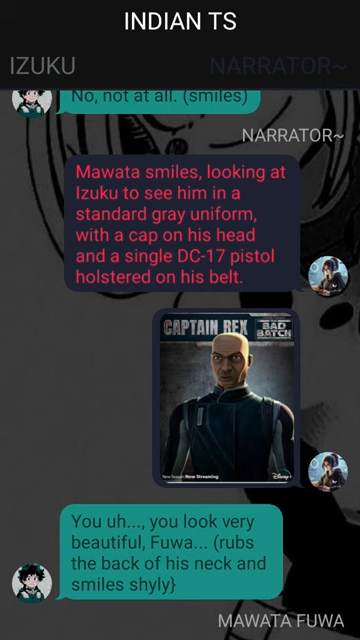 INDIAN TS
IZUKU
NARRATOR~
No, not at all. (smiles)
NARRATOR~
Mawata smiles, looking at
Izuku to see him in a
standard gray uniform,
with a cap on his head
and a single DC-17 pistol
holstered on his belt.
CAPTAIN REX
BAD
BATCH
New Season Now Streaming
Disney+
You uh..., you look very
beautiful, Fuwa... (rubs
the back of his neck and
smiles shyly}
MAWATA FUWA